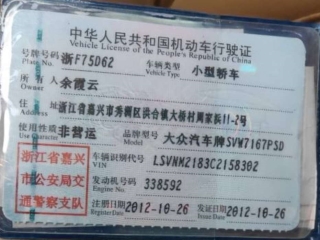 中华人民共和国机动车行驶证
Vehicle License of the People's Republic of China
号牌号码 浙F75D62 车辆类型 小型轿车
Plate No. Vehicle Type
所有人 余霞云
Owner
住址 浙江省嘉兴市秀洲区洪合镇大桥村周家浜11-2号
Address
使用性质 非营运 品牌型号 大众汽车牌SVW7167PSD
Use Character Model
浙江省嘉兴市公安局交通警察支队
车辆识别代号 LSVNM2183C2158302
VIN
发动机号码 338592
Engine No.
注册日期 2012-10-26 发证日期 2012-10-26
Register Date Issue Date